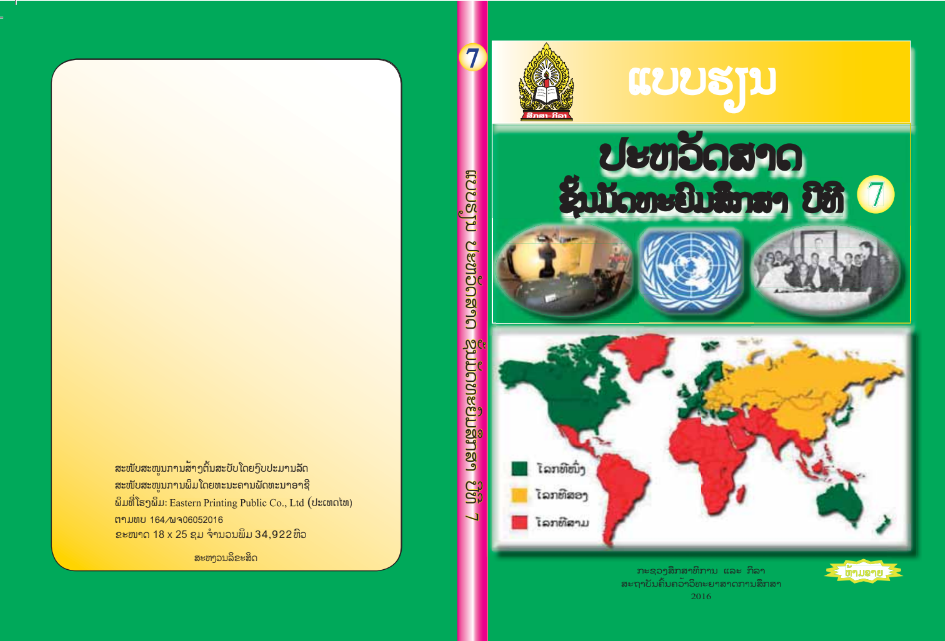 ສະໜັບສະໜູນການສ້າງຕົ້ນສະບັບໂດຍງົບປະມານລັດ
ສະໜັບສະໜູນການພິມໂດຍທະນະຄານພັດທະນາອາຊີ
ພິມທີ່ໂຮງພິມ: Eastern Printing Public Co., Ltd (ປະເທດໄທ)
ຕາມທບ 164/ພຈ06052016
ຂະໜາດ 18 x 25 ຊມ ຈຳນວນພິມ 34,922 ຫົວ
ສະຫງວນລິຂະສິດ
7
ແບບຮຽນ ປະຫວັດສາດ ຊັ້ນມັດທະຍົມສຶກສາ ປີທີ 7
ສຶກສາ ກິລາ
ແບບຮຽນ
ປະຫວັດສາດ
ຊັ້ນມັດທະຍົມສຶກສາ ປີທີ 7
ໂລກທີໜຶ່ງ
ໂລກທີສອງ
ໂລກທີສາມ
ກະຊວງສຶກສາທິການ ແລະ ກິລາ
ສະຖາບັນຄົ້ນຄວ້າວິທະຍາສາດການສຶກສາ
2016
ຫ້າມຂາຍ